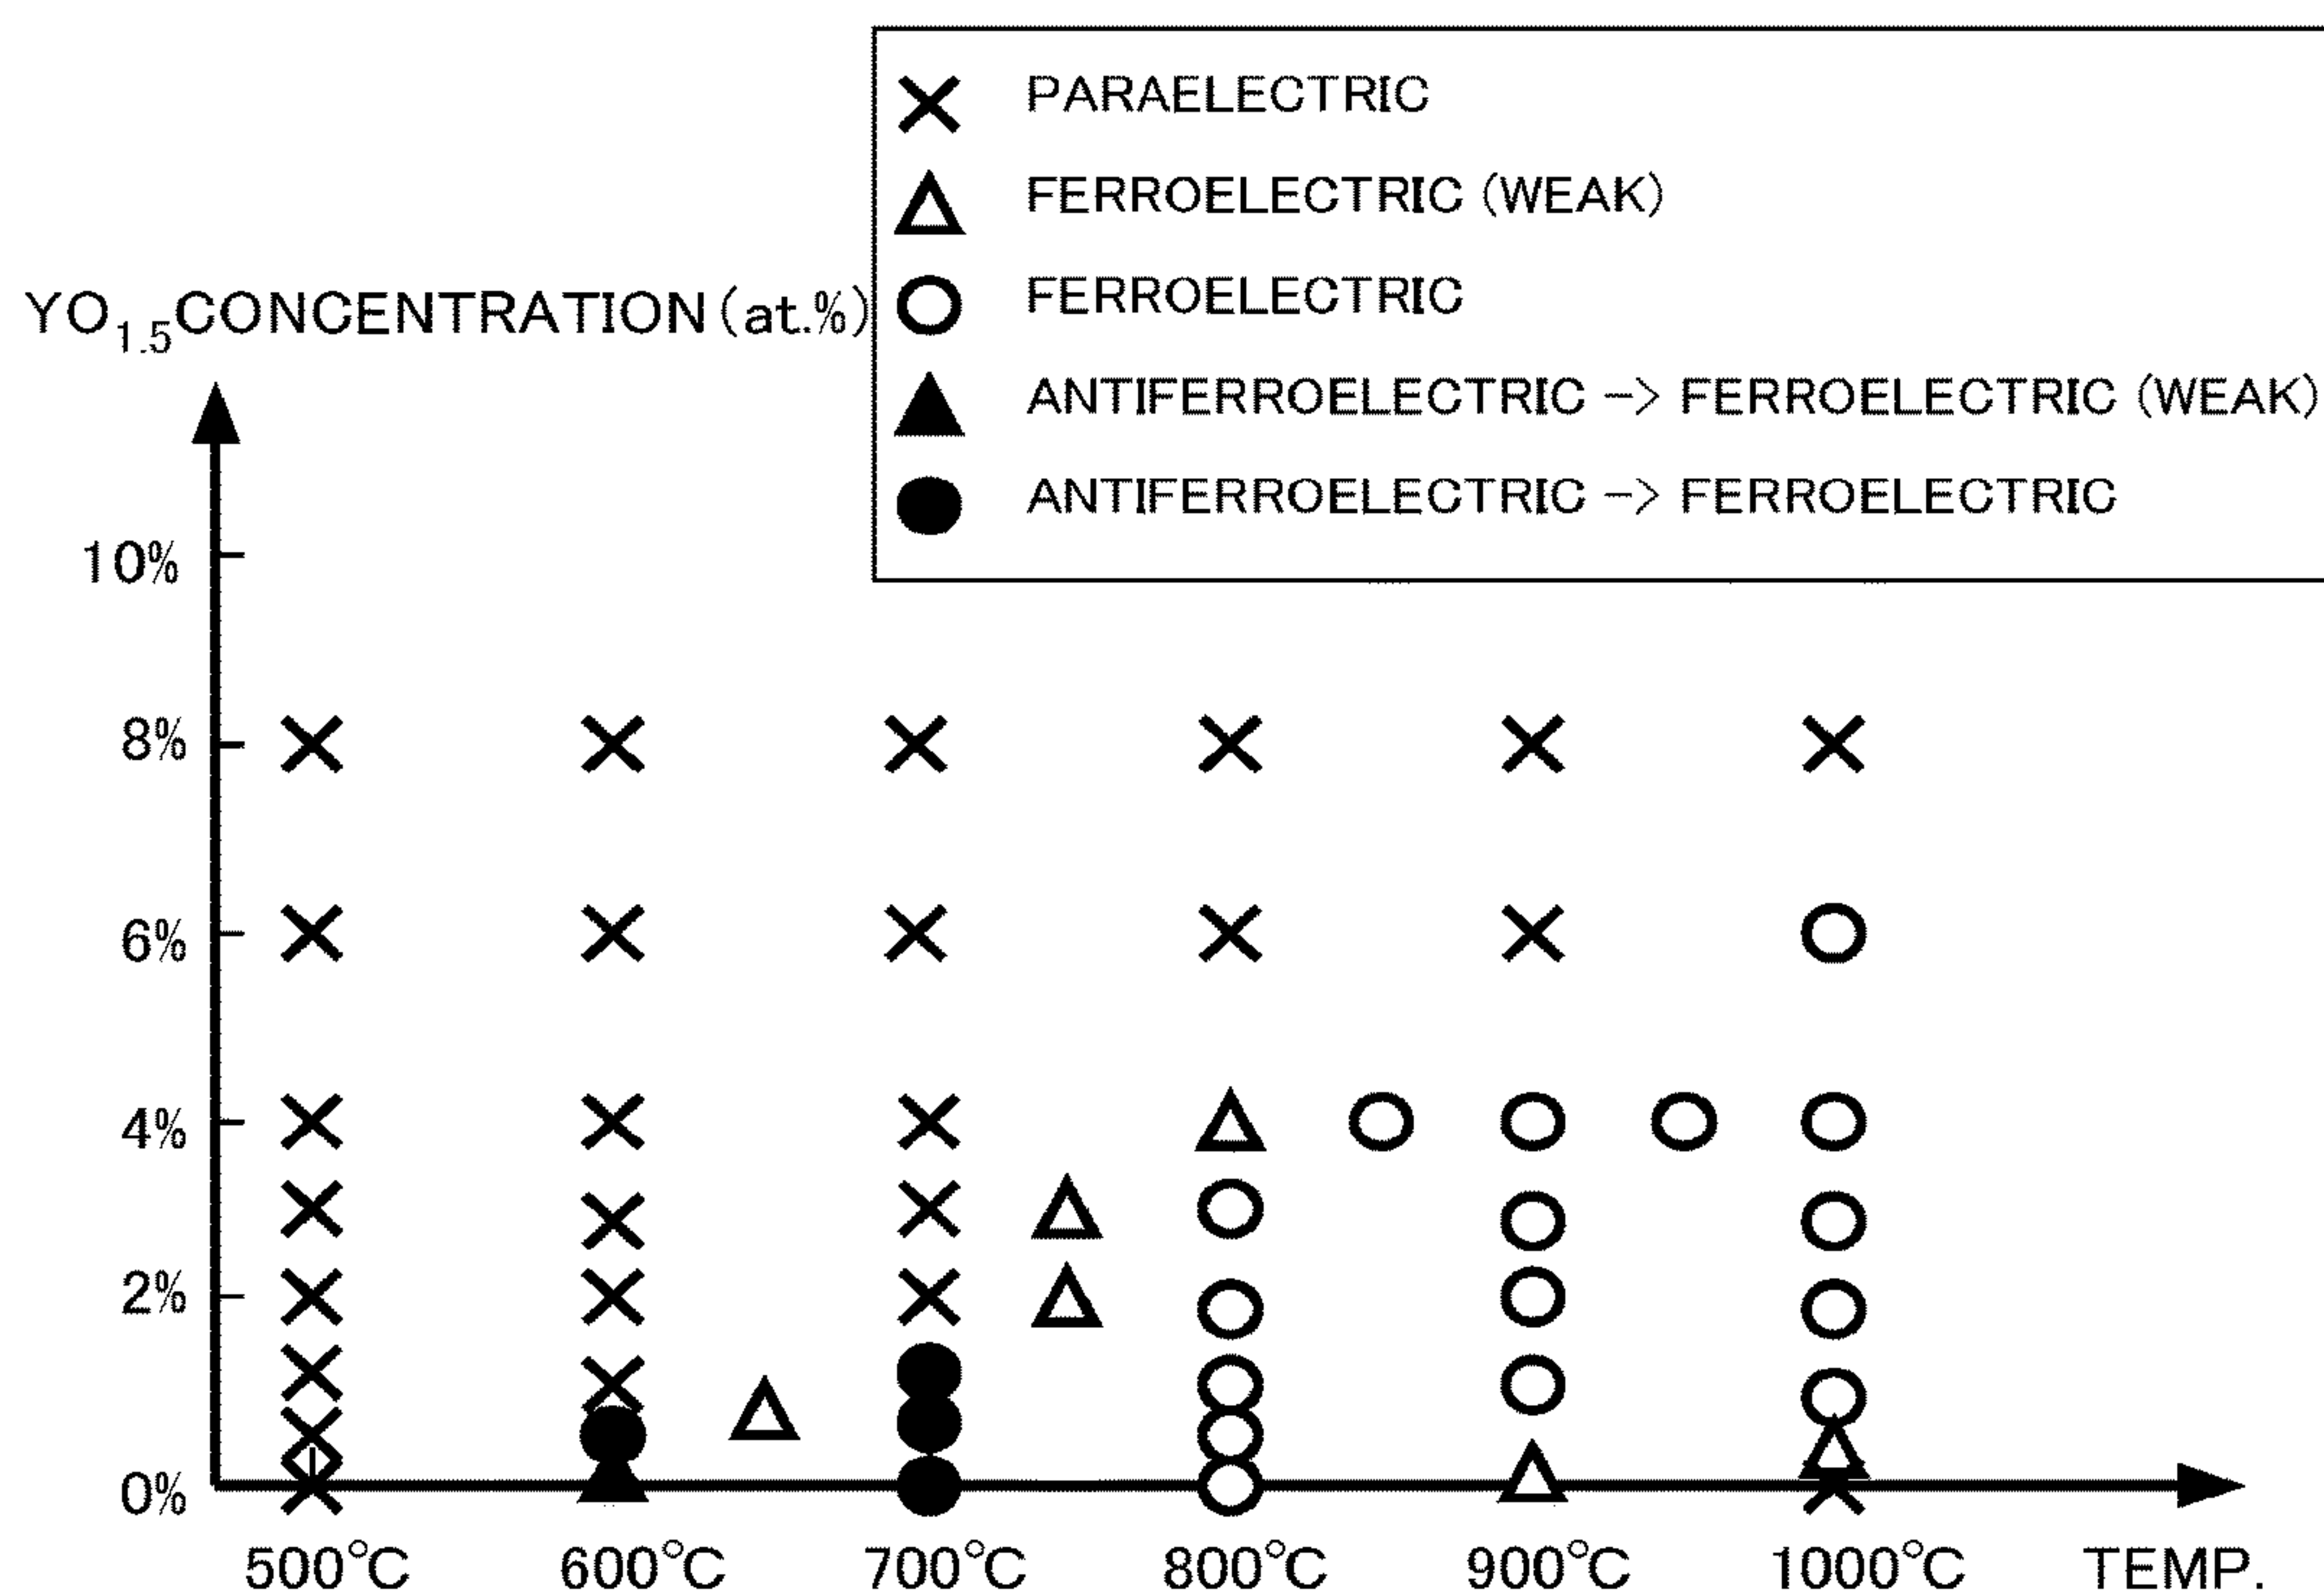 PARAELECTRIC
FERROELECTRIC (WEAK)
FERROELECTRIC
ANTIFERROELECTRIC -> FERROELECTRIC (WEAK)
ANTIFERROELECTRIC -> FERROELECTRIC
YO1.5CONCENTRATION(at.%)
10%
8%
6%
4%
2%
0%
500℃ 600℃ 700℃ 800℃ 900℃ 1000℃ TEMP.